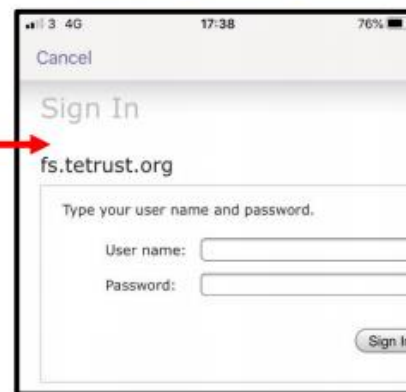 3 4G 17:38 76%
Cancel
Sign In
fs.tetrust.org
Type your user name and password.
User name:
Password:
Sign In